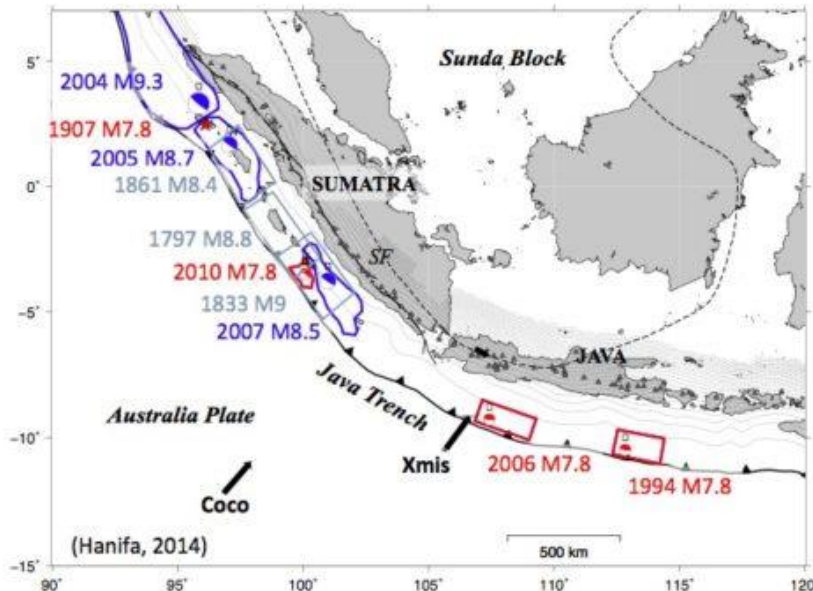 5˚
0˚
-5˚
-10˚
-15˚
90˚ 95˚ 100˚ 105˚ 110˚ 115˚ 120
2004 M9.3
1907 M7.8
2005 M8.7
1861 M8.4
1797 M8.8
2010 M7.8
1833 M9
2007 M8.5
Sunda Block
SUMATRA
SF
JAVA
Java Trench
Australia Plate
Xmis
2006 M7.8
1994 M7.8
Coco
(Hanifa, 2014)
500 km